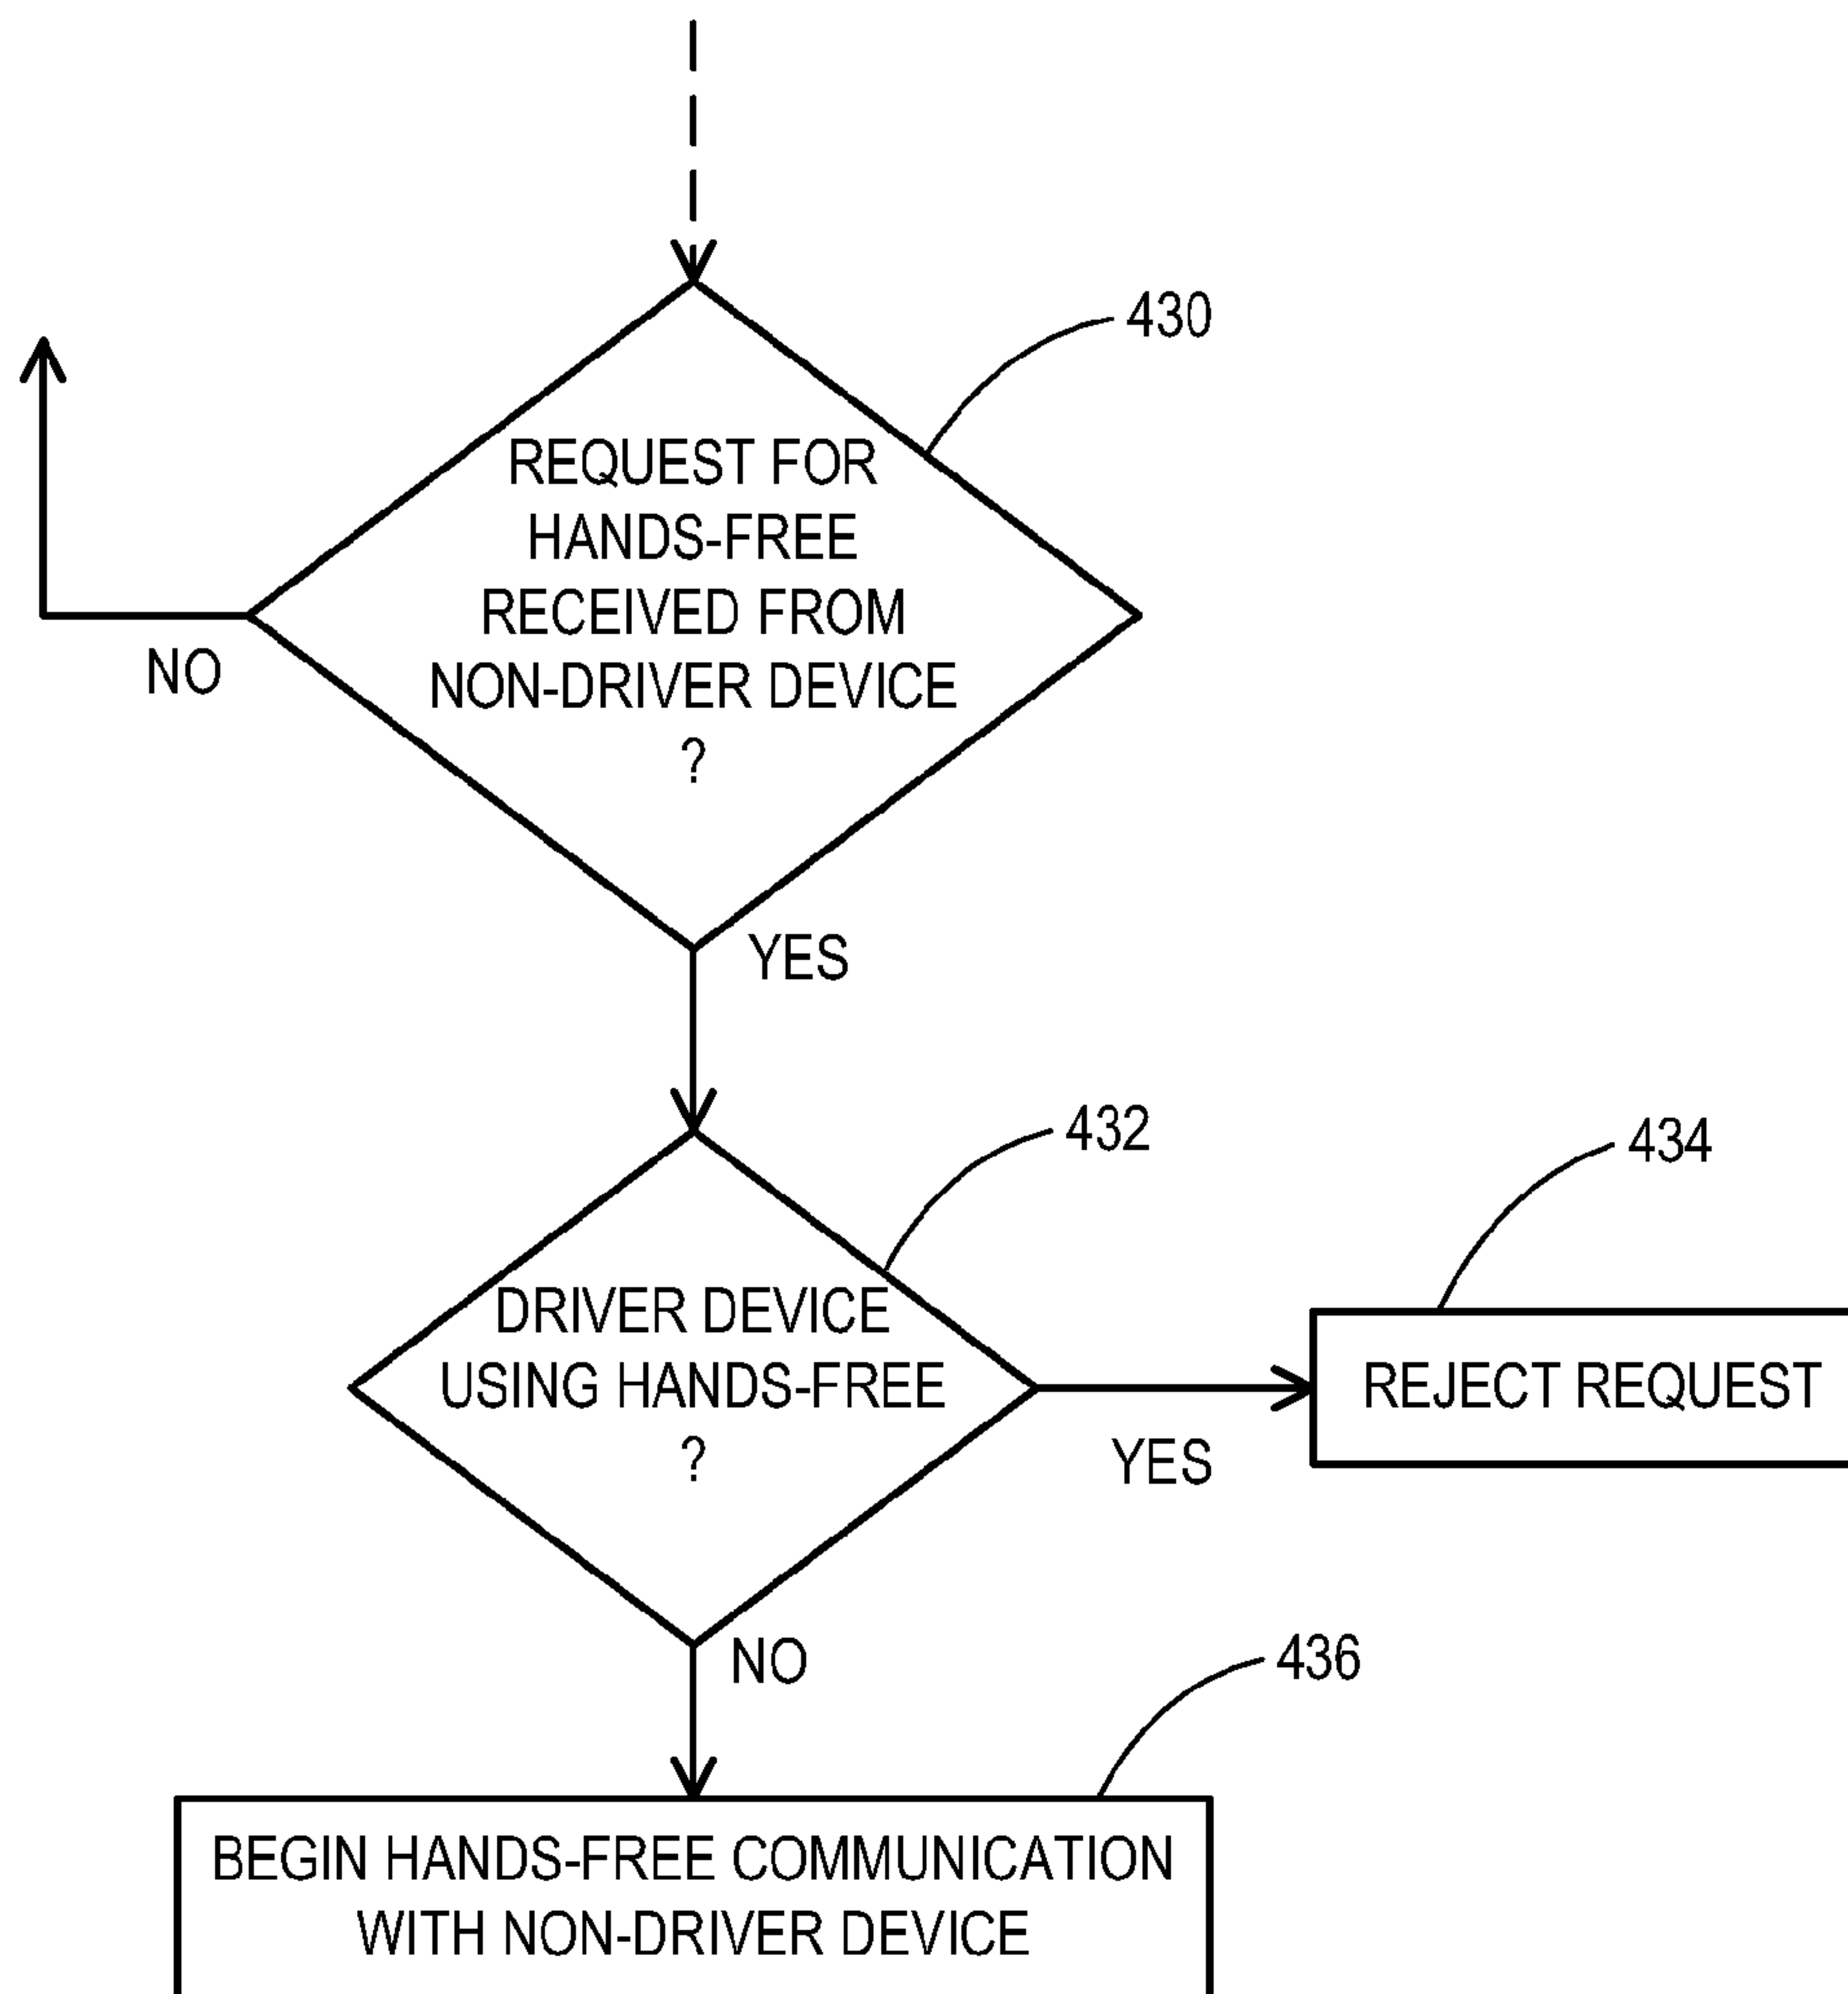 430
REQUEST FOR
HANDS-FREE
RECEIVED FROM
NON-DRIVER DEVICE
?
NO
YES
432
434
DRIVER DEVICE
USING HANDS-FREE
?
REJECT REQUEST
YES
NO
436
BEGIN HANDS-FREE COMMUNICATION
WITH NON-DRIVER DEVICE